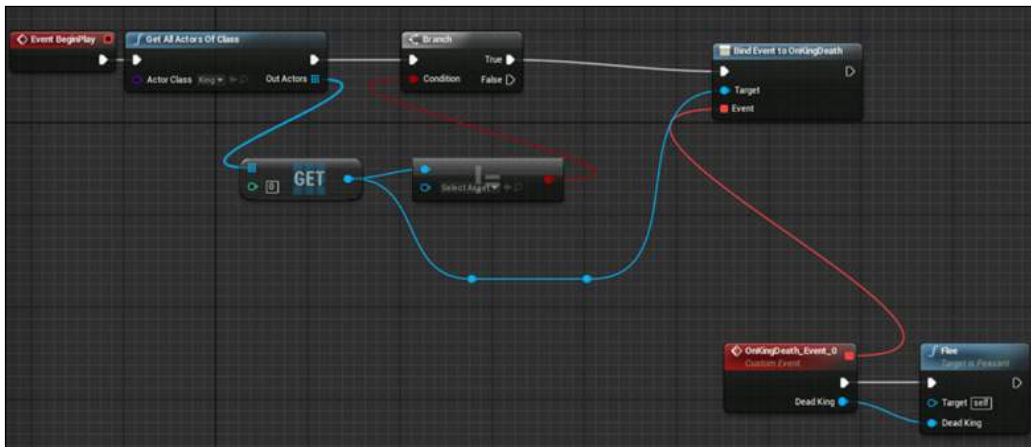 Event BeginPlay
Get All Actors Of Class
Actor Class King
Out Actors
Branch
True
Condition
False
Bind Event to OnKingDeath
Target
Event
0
GET
!=
Select Asset
OnKingDeath_Event_0
Custom Event
Dead King
Flee
Target is Peasant
Target self
Dead King